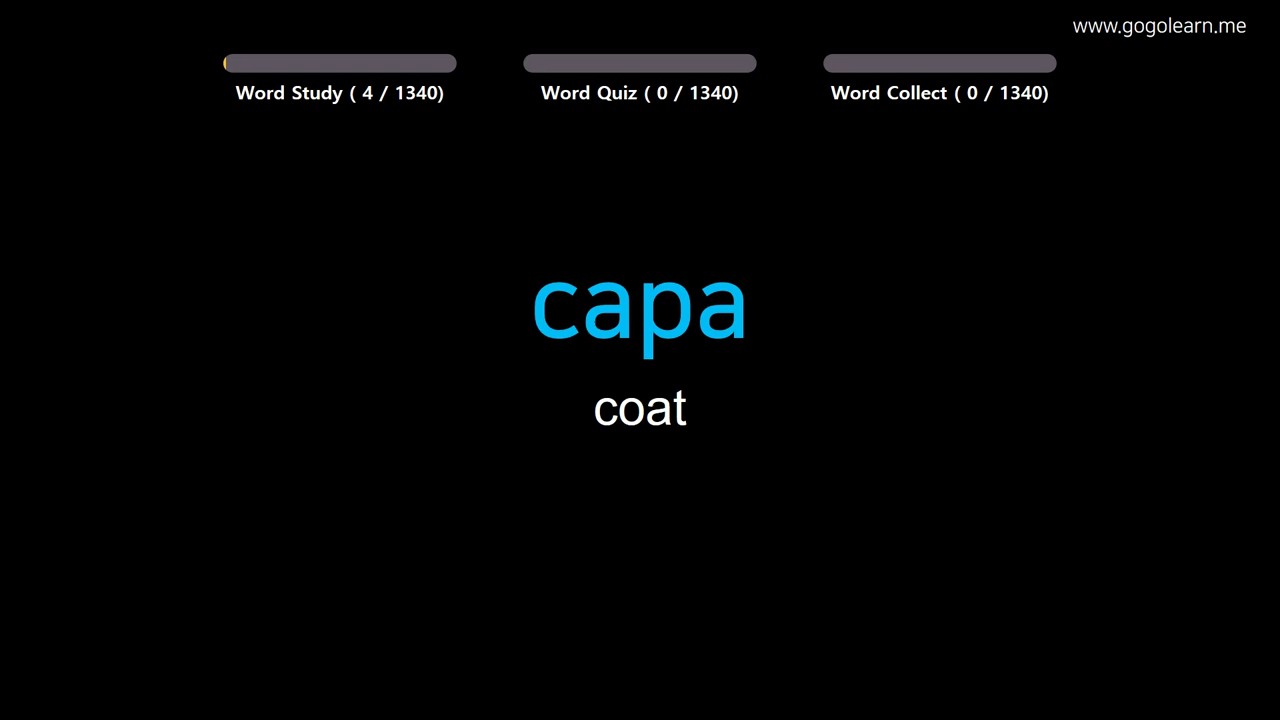 www.gogolearn.me
Word Study ( 4 / 1340)
Word Quiz ( 0 / 1340)
Word Collect ( 0 / 1340)
capa
coat